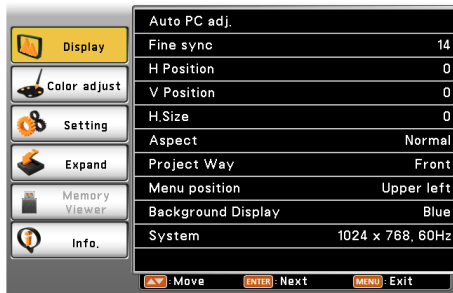 Display
Color adjust
Setting
Expand
Memory
Viewer
Info.
Auto PC adj.
Fine sync 14
H Position 0
V Position 0
H.Size 0
Aspect Normal
Project Way Front
Menu position Upper left
Background Display Blue
System 1024 x 768, 60Hz
▲▼:Move ENTER:Next MENU:Exit